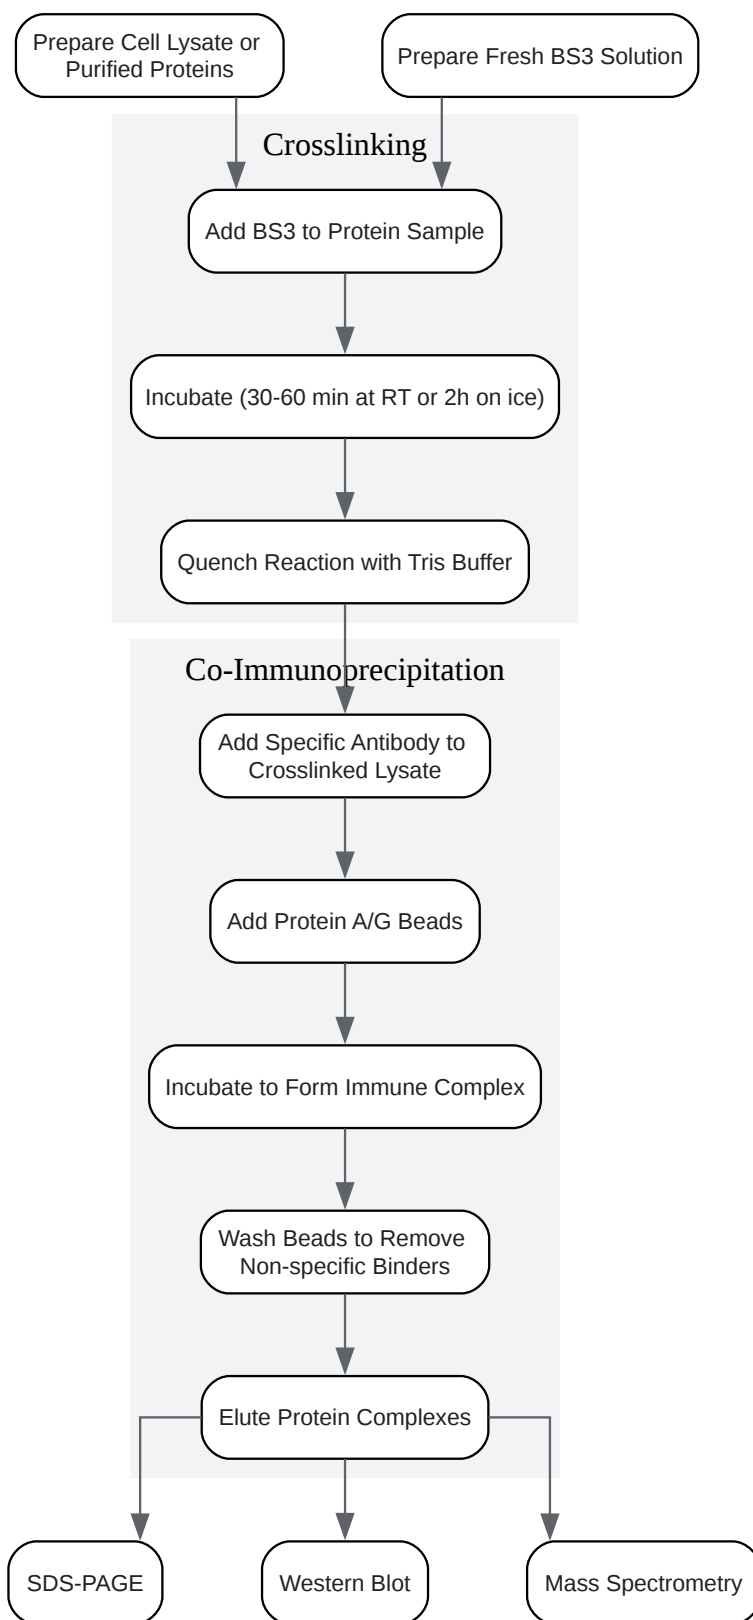 Prepare Cell Lysate or
Purified Proteins
Prepare Fresh BS3 Solution
Crosslinking
Add BS3 to Protein Sample
Incubate (30-60 min at RT or 2h on ice)
Quench Reaction with Tris Buffer
Co-Immunoprecipitation
Add Specific Antibody to
Crosslinked Lysate
Add Protein A/G Beads
Incubate to Form Immune Complex
Wash Beads to Remove
Non-specific Binders
Elute Protein Complexes
SDS-PAGE
Western Blot
Mass Spectrometry